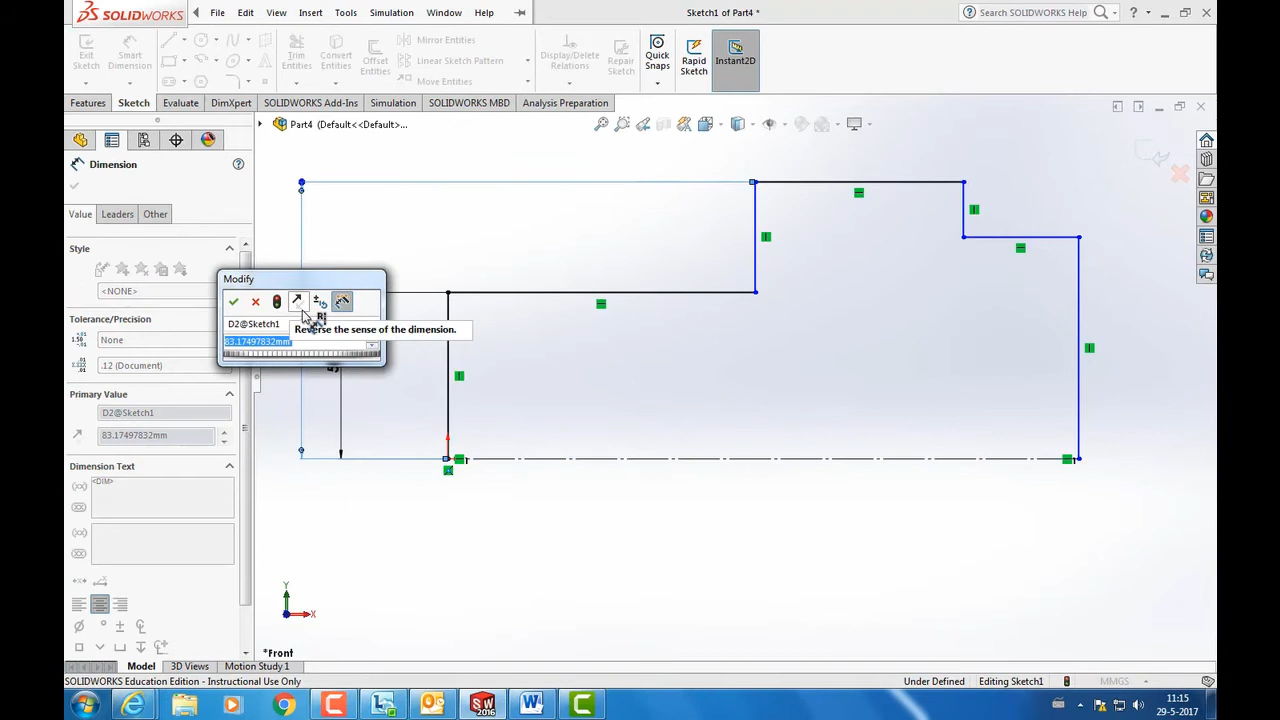 SOLIDWORKS File Edit View Insert Tools Simulation Window Help Sketch1 of Part4 * Search SOLIDWORKS Help ?
Exit Sketch Smart Dimension Trim Entities Convert Entities Offset Entities Mirror Entities Linear Sketch Pattern Move Entities Display/Delete Relations Repair Sketch Quick Snaps Rapid Sketch Instant2D
Features Sketch Evaluate DimXpert SOLIDWORKS Add-Ins Simulation SOLIDWORKS MBD Analysis Preparation
Part4 (Default<<Default>...
Dimension
Value Leaders Other
Style
<NONE>
Tolerance/Precision
None
.12 (Document)
Primary Value
D2@Sketch1
83.17497832mm
Dimension Text
<DIM>
Modify
D2@Sketch1
Reverse the sense of the dimension.
83.17497832mm
Y
X
*Front
Model 3D Views Motion Study 1
SOLIDWORKS Education Edition - Instructional Use Only Under Defined Editing Sketch1 MMGS
2016
11:15
29-5-2017